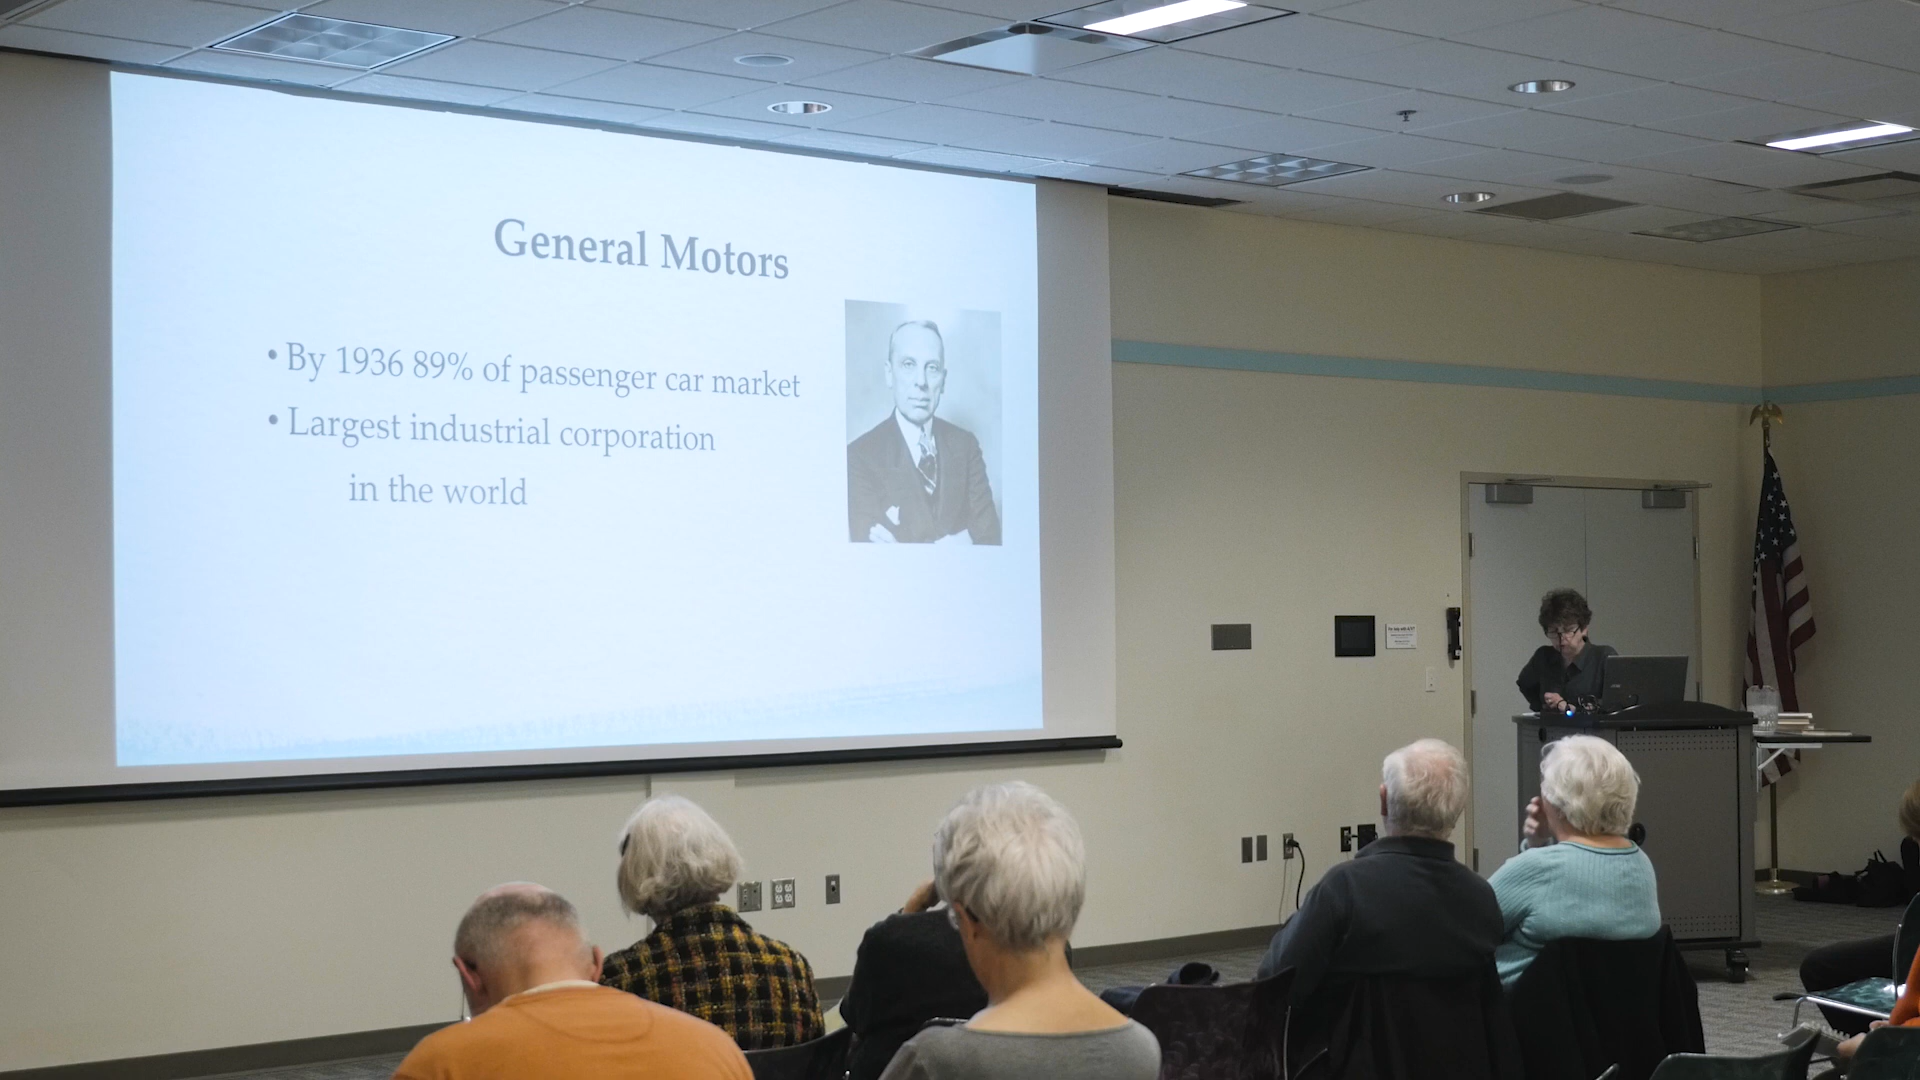 General Motors
• By 1936 89% of passenger car market
• Largest industrial corporation
in the world